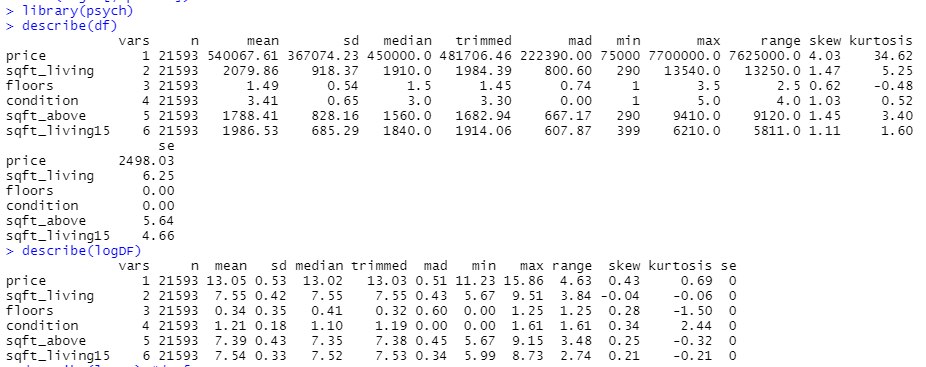 > library(psych)
> describe(df)
vars n mean sd median trimmed mad min max range skew kurtosis
price 1 21593 540067.61 367074.23 450000.0 481706.46 222390.00 75000 7700000.0 7625000.0 4.03 34.62
sqft_living 2 21593 2079.86 918.37 1910.0 1984.39 800.60 290 13540.0 13250.0 1.47 5.25
floors 3 21593 1.49 0.54 1.5 1.45 0.74 1 3.5 2.5 0.62 -0.48
condition 4 21593 3.41 0.65 3.0 3.30 0.00 1 5.0 4.0 1.03 0.52
sqft_above 5 21593 1788.41 828.16 1560.0 1682.94 667.17 290 9410.0 9120.0 1.45 3.40
sqft_living15 6 21593 1986.53 685.29 1840.0 1914.06 607.87 399 6210.0 5811.0 1.11 1.60
se
price 2498.03
sqft_living 6.25
floors 0.00
condition 0.00
sqft_above 5.64
sqft_living15 4.66
> describe(logDF)
vars n mean sd median trimmed mad min max range skew kurtosis se
price 1 21593 13.05 0.53 13.02 13.03 0.51 11.23 15.86 4.63 0.43 0.69 0
sqft_living 2 21593 7.55 0.42 7.55 7.55 0.43 5.67 9.51 3.84 -0.04 -0.06 0
floors 3 21593 0.34 0.35 0.41 0.32 0.60 0.00 1.25 1.25 0.28 -1.50 0
condition 4 21593 1.21 0.18 1.10 1.19 0.00 0.00 1.61 1.61 0.34 2.44 0
sqft_above 5 21593 7.39 0.43 7.35 7.38 0.45 5.67 9.15 3.48 0.25 -0.32 0
sqft_living15 6 21593 7.54 0.33 7.52 7.53 0.34 5.99 8.73 2.74 0.21 -0.21 0